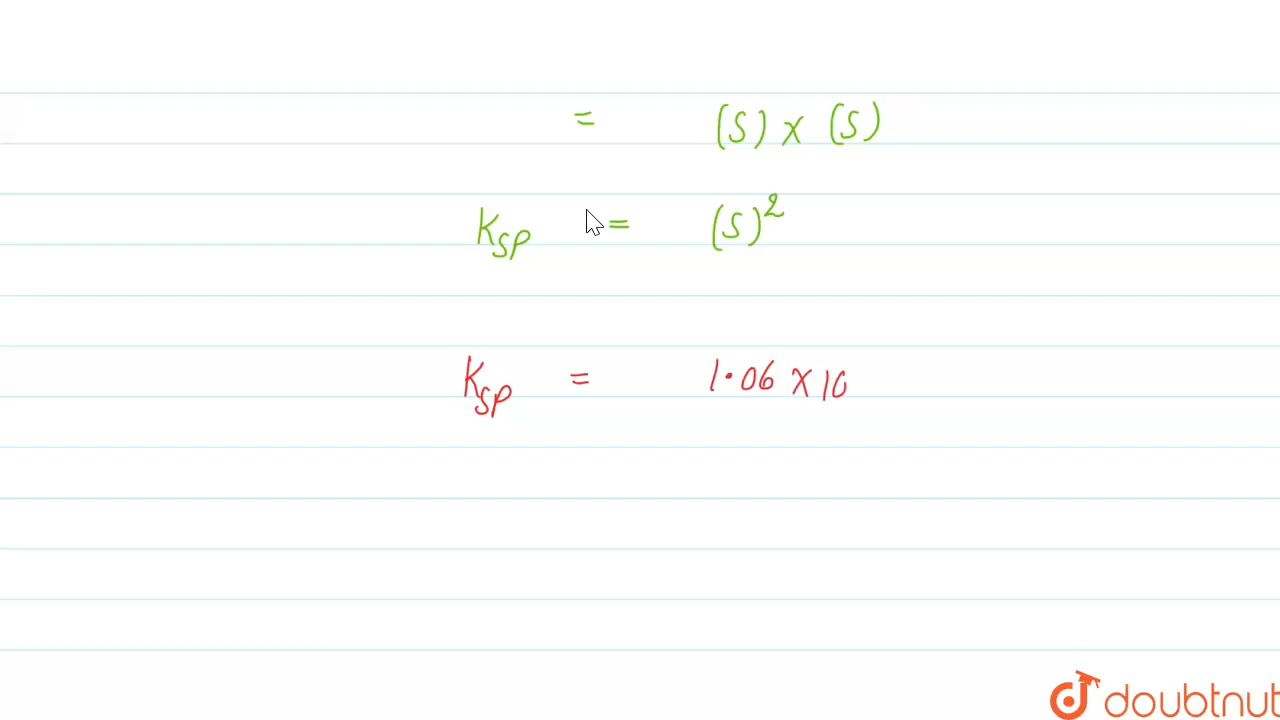 = (S) x (S)
Ksp = (S)²
Ksp = 1.06 x 10
doubtnut